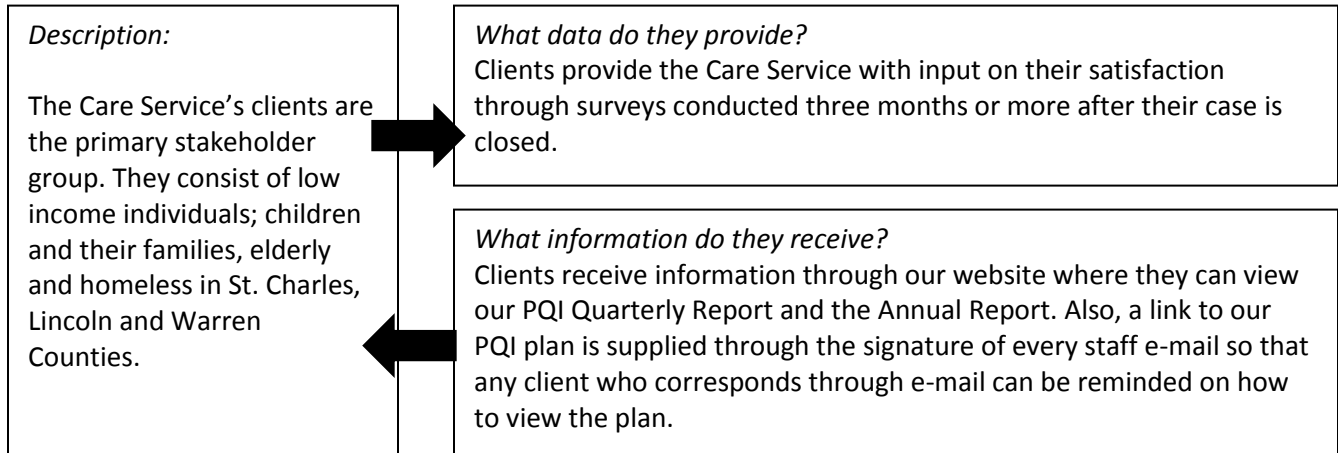 Description:
The Care Service’s clients are
the primary stakeholder
group. They consist of low
income individuals; children
and their families, elderly
and homeless in St. Charles,
Lincoln and Warren
Counties.
What data do they provide?
Clients provide the Care Service with input on their satisfaction
through surveys conducted three months or more after their case is
closed.
What information do they receive?
Clients receive information through our website where they can view
our PQI Quarterly Report and the Annual Report. Also, a link to our
PQI plan is supplied through the signature of every staff e-mail so that
any client who corresponds through e-mail can be reminded on how
to view the plan.